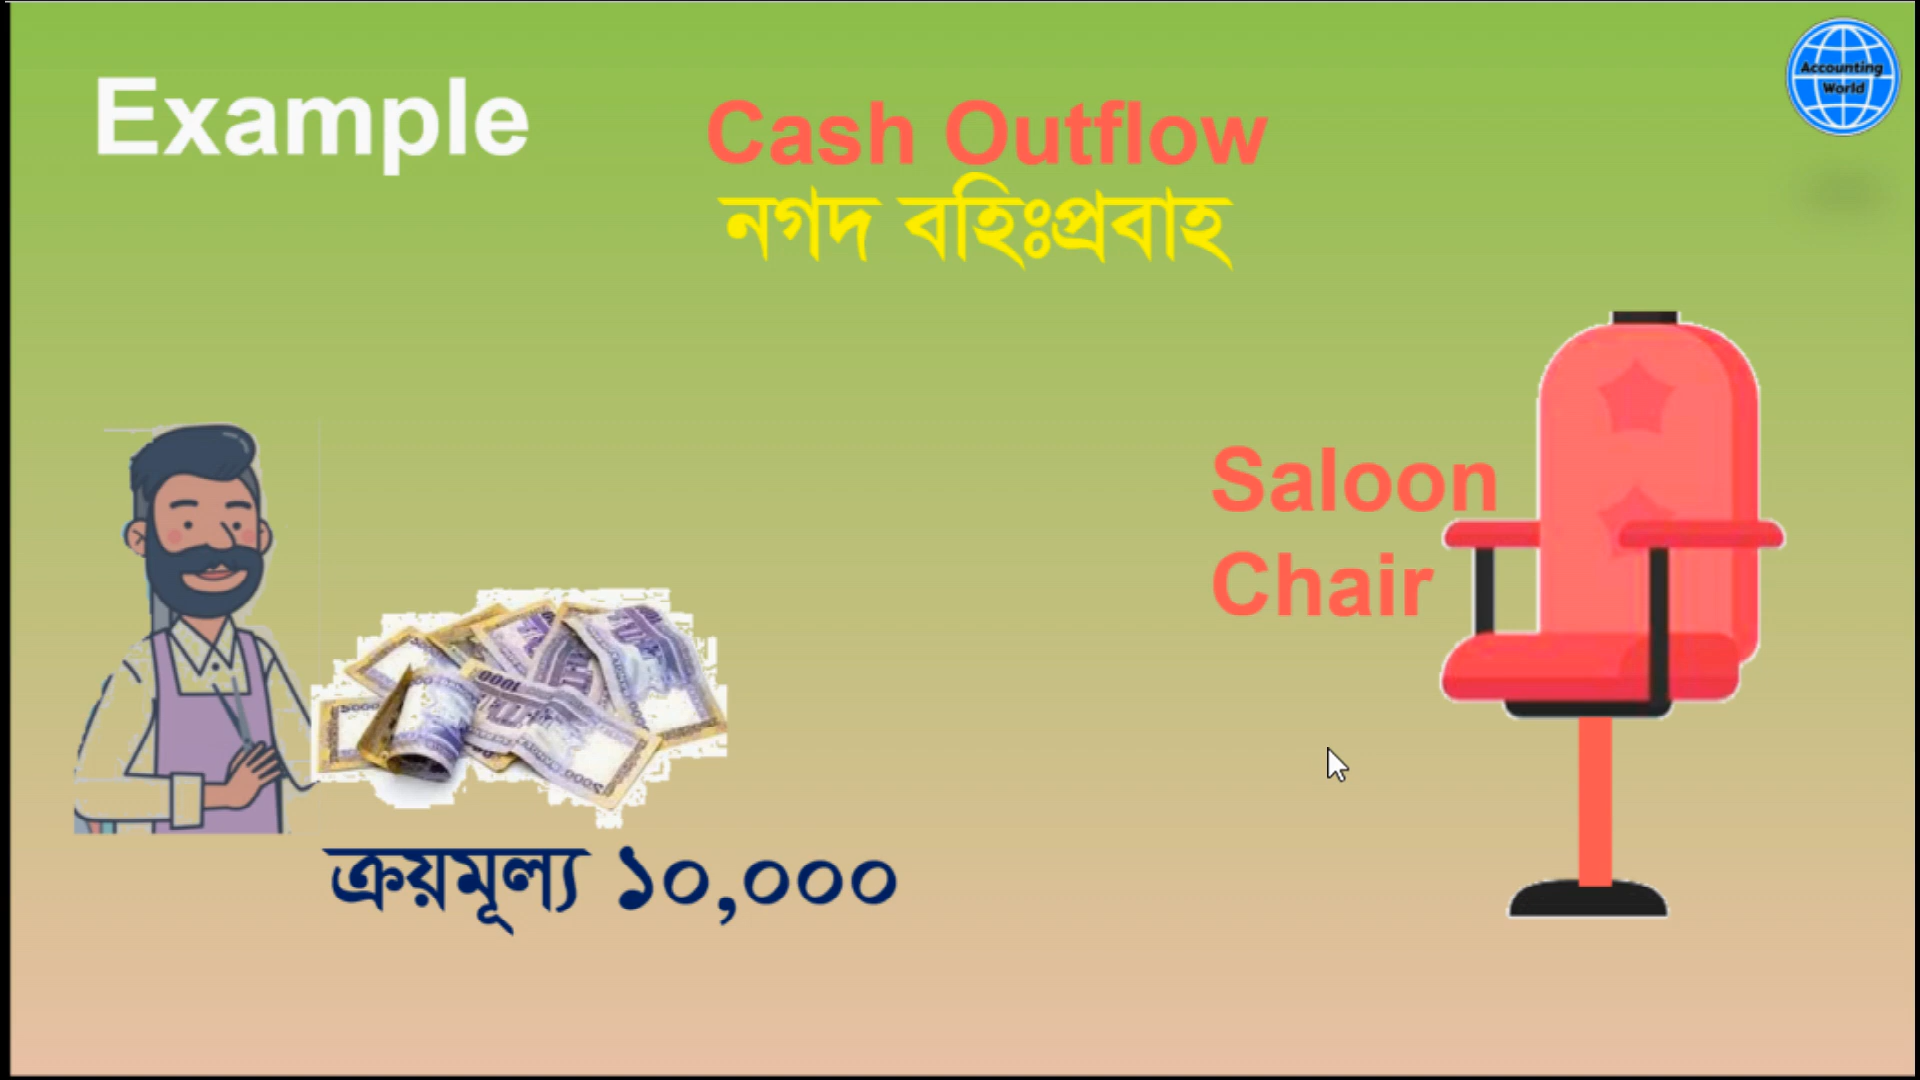 Example
Cash Outflow
নগদ বহিঃপ্রবাহ
Accounting
World
Saloon
Chair
ক্রয়মূল্য ১০,০০০